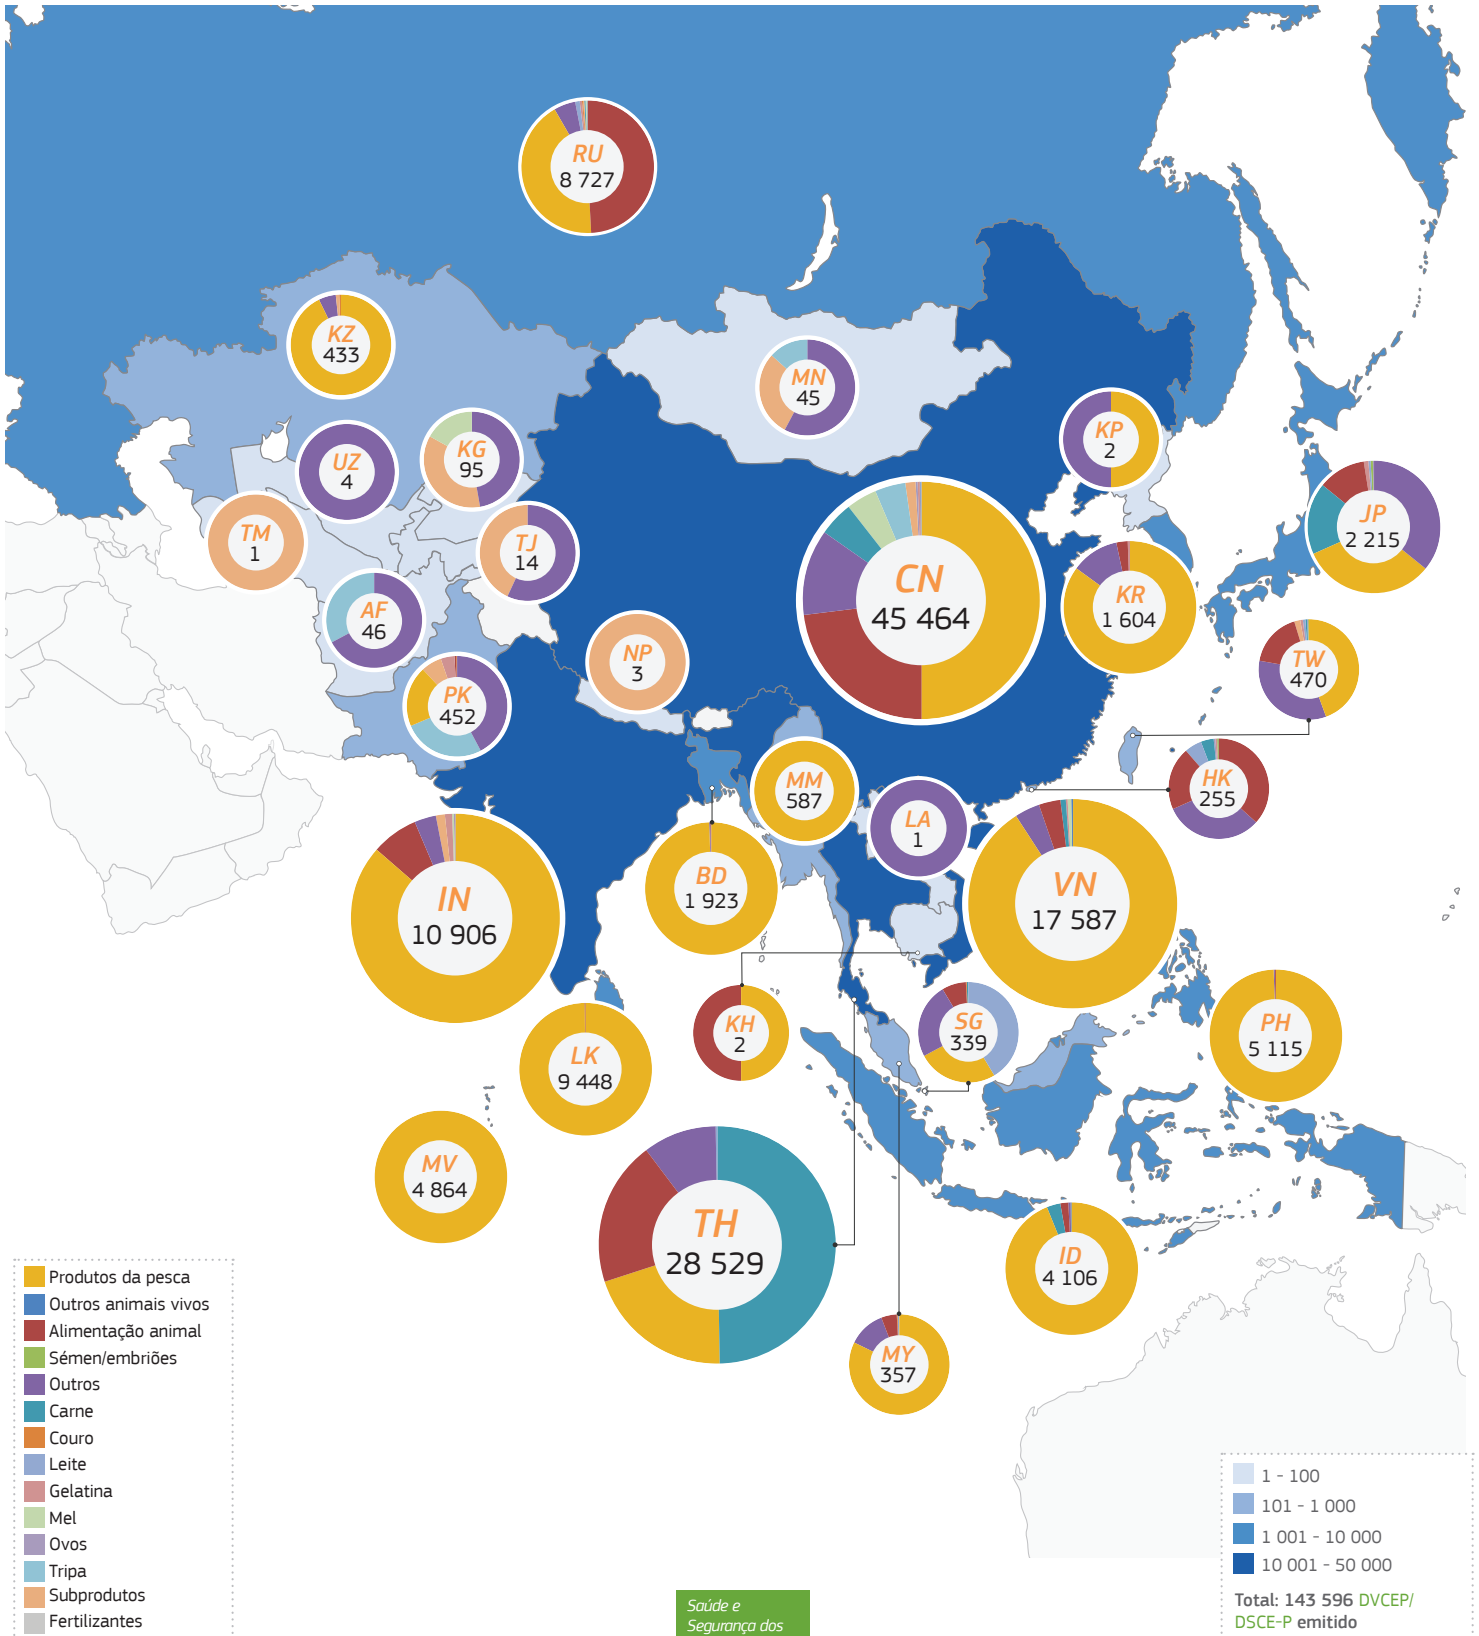 RU
8 727
KZ
433
MN
45
KP
2
UZ
4
KG
95
JP
2 215
TM
1
TJ
14
CN
45 464
KR
1 604
AF
46
NP
3
TW
470
PK
452
MM
587
HK
255
LA
1
IN
10 906
BD
1 923
VN
17 587
KH
2
SG
339
PH
5 115
LK
9 448
MV
4 864
TH
28 529
ID
4 106
MY
357
Produtos da pesca
Outros animais vivos
Alimentação animal
Sémen/embriões
Outros
Carne
Couro
Leite
Gelatina
Mel
Ovos
Tripa
Subprodutos
Fertilizantes
1 - 100
101 - 1 000
1 001 - 10 000
10 001 - 50 000
Total: 143 596 DVCEP/
DSCE-P emitido
Saúde e
Segurança dos